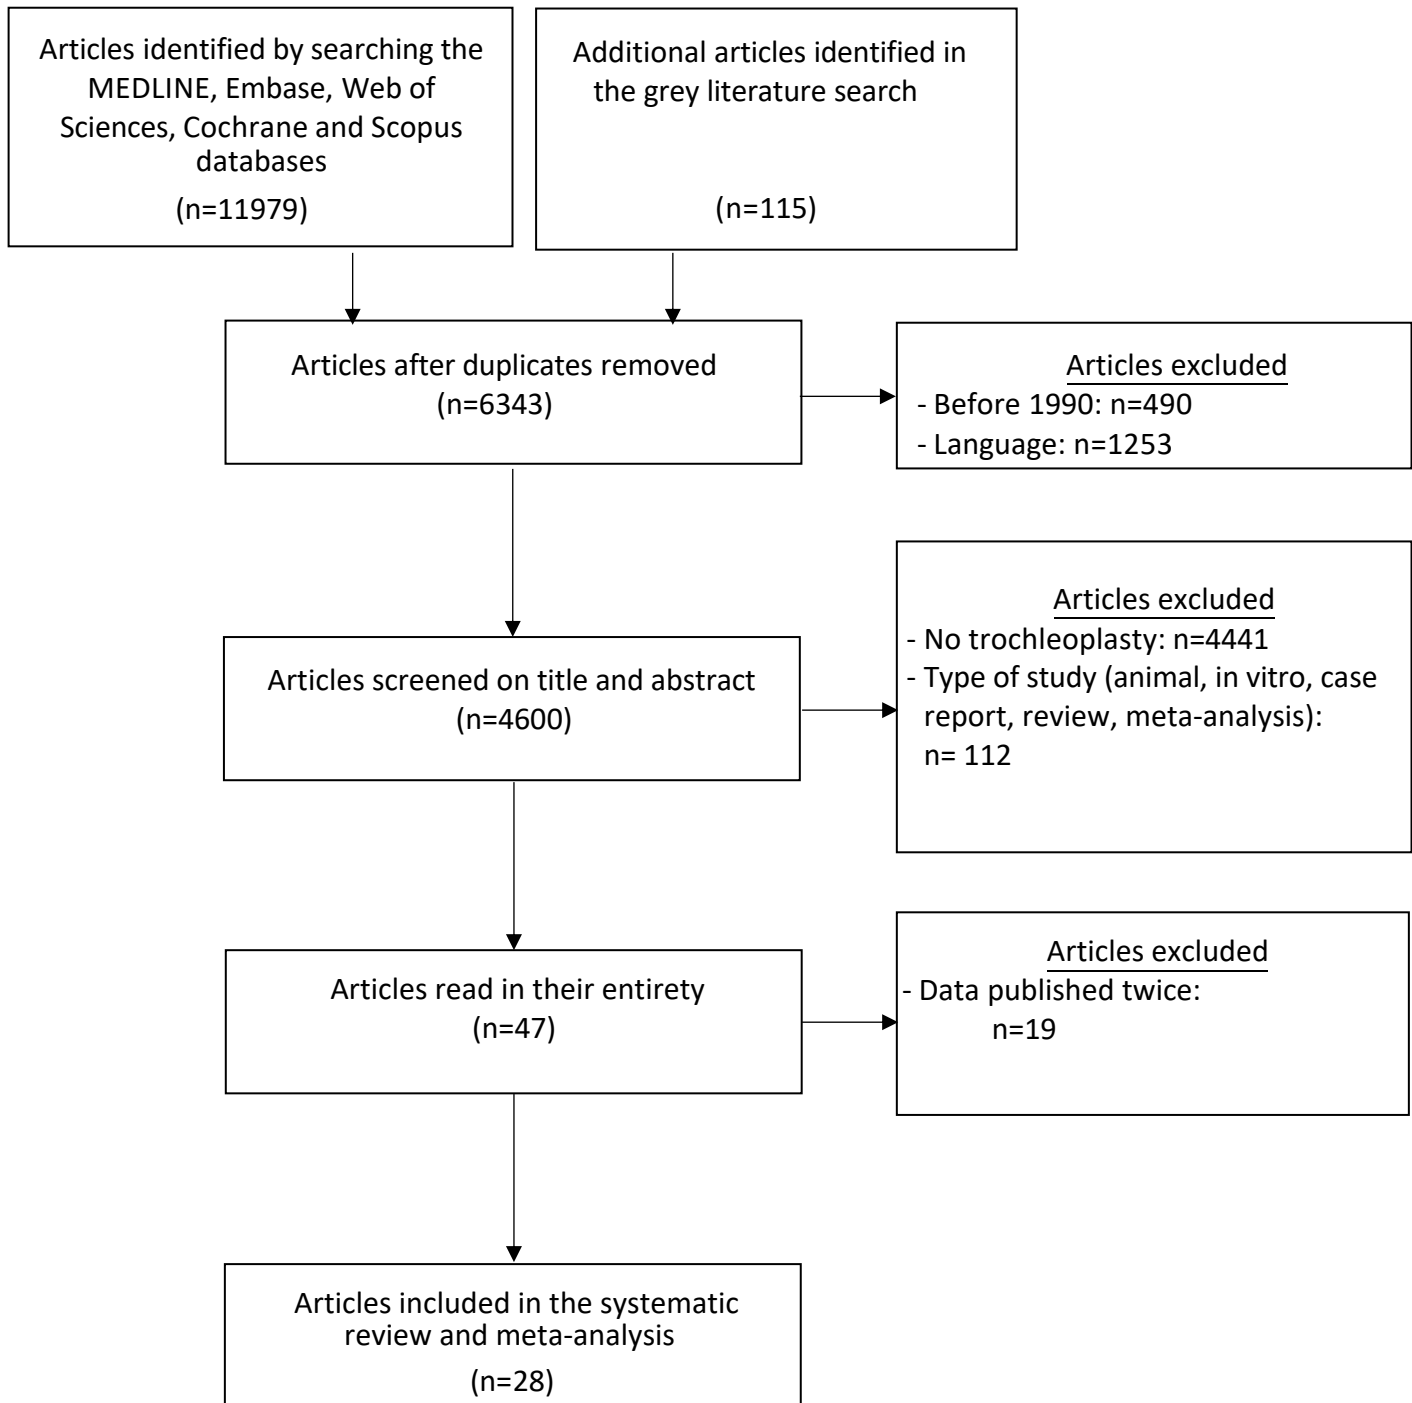 Articles identified by searching the
MEDLINE, Embase, Web of
Sciences, Cochrane and Scopus
databases
(n=11979)
Additional articles identified in
the grey literature search
(n=115)
Articles after duplicates removed
(n=6343)
Articles excluded
- Before 1990: n=490
- Language: n=1253
Articles screened on title and abstract
(n=4600)
Articles excluded
- No trochleoplasty: n=4441
- Type of study (animal, in vitro, case
report, review, meta-analysis):
n= 112
Articles read in their entirety
(n=47)
Articles excluded
- Data published twice:
n=19
Articles included in the systematic
review and meta-analysis
(n=28)